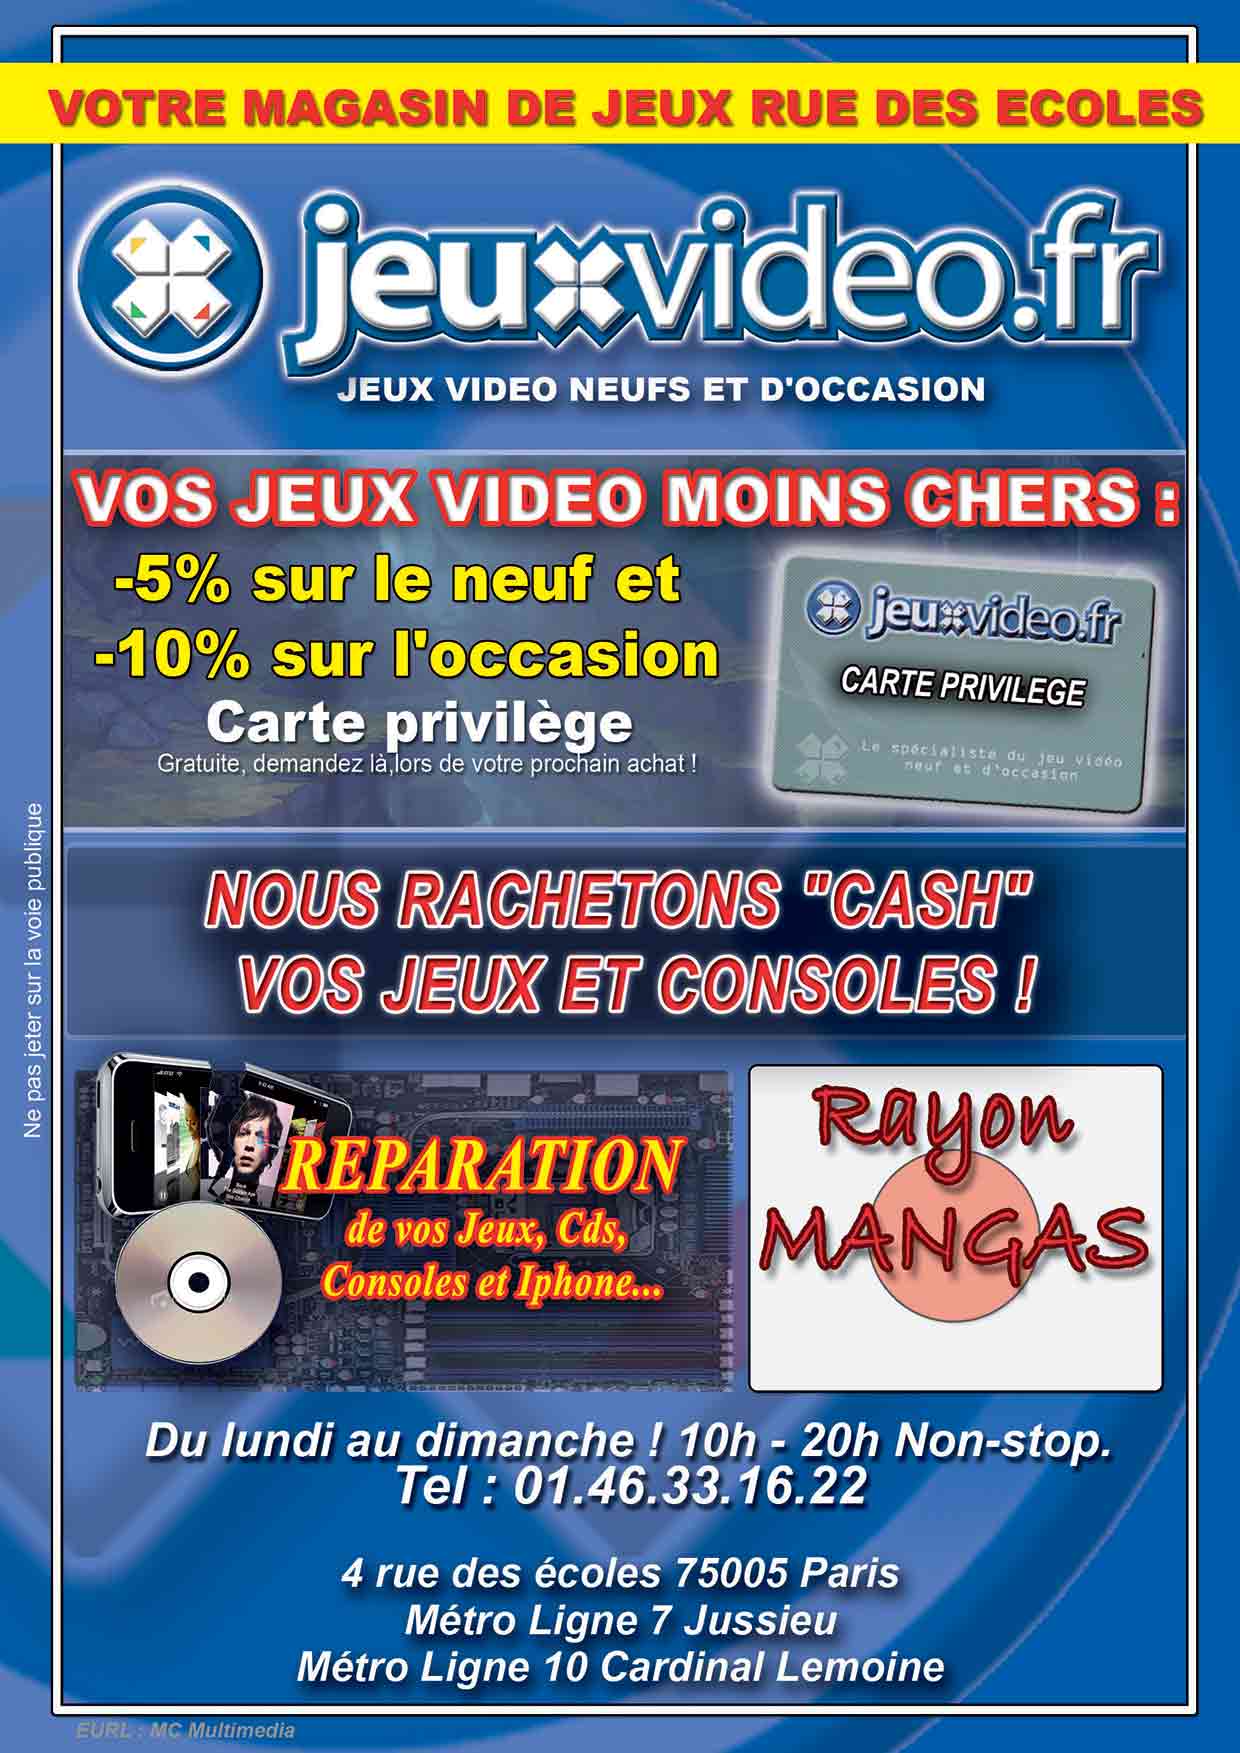 VOTRE MAGASIN DE JEUX RUE DES ECOLES
jeuxvideo.fr
JEUX VIDEO NEUFS ET D'OCCASION
VOS JEUX VIDEO MOINS CHERS :
-5% sur le neuf et
-10% sur l'occasion
Carte privilège
Gratuite, demandez là,lors de votre prochain achat !
jeuxvideo.fr
CARTE PRIVILEGE
Le spécialiste du jeu vidéo
neuf et d'occasion
NOUS RACHETONS "CASH"
VOS JEUX ET CONSOLES !
REPARATION
de vos Jeux, Cds,
Consoles et Iphone...
Rayon
MANGAS
Du lundi au dimanche ! 10h - 20h Non-stop.
Tel : 01.46.33.16.22
4 rue des écoles 75005 Paris
Métro Ligne 7 Jussieu
Métro Ligne 10 Cardinal Lemoine
EURL : MC Multimedia
Ne pas jeter sur la voie publique